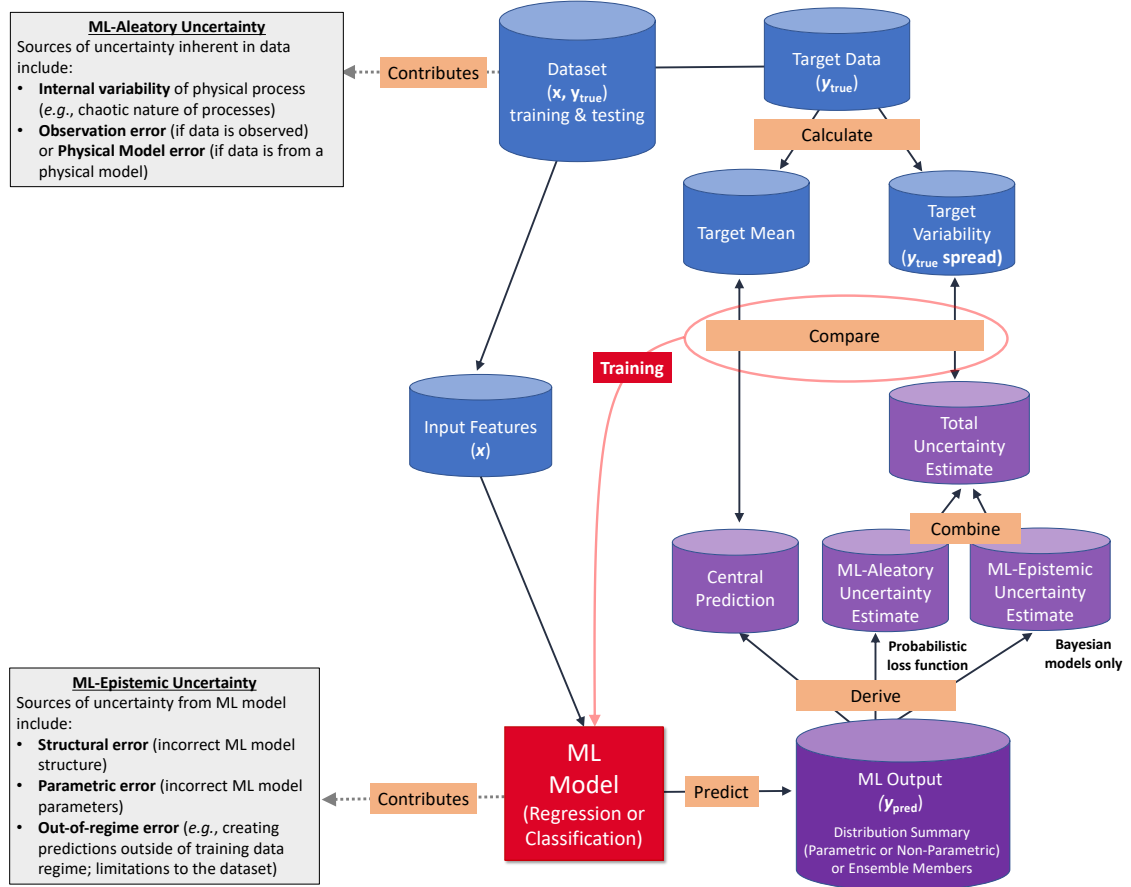 ML-Aleatory Uncertainty
Sources of uncertainty inherent in data
include:
• Internal variability of physical process
(e.g., chaotic nature of processes)
• Observation error (if data is observed)
or Physical Model error (if data is from a
physical model)
Contributes
Dataset
(x, ytrue)
training & testing
Target Data
(ytrue)
Calculate
Target Mean
Target
Variability
(ytrue spread)
Compare
Training
Input Features
(x)
Total
Uncertainty
Estimate
Combine
Central
Prediction
ML-Aleatory
Uncertainty
Estimate
ML-Epistemic
Uncertainty
Estimate
Probabilistic
loss function
Bayesian
models only
Derive
ML-Epistemic Uncertainty
Sources of uncertainty from ML model
include:
• Structural error (incorrect ML model
structure)
• Parametric error (incorrect ML model
parameters)
• Out-of-regime error (e.g., creating
predictions outside of training data
regime; limitations to the dataset)
Contributes
ML
Model
(Regression or
Classification)
Predict
ML Output
(ypred)
Distribution Summary
(Parametric or Non-Parametric)
or Ensemble Members